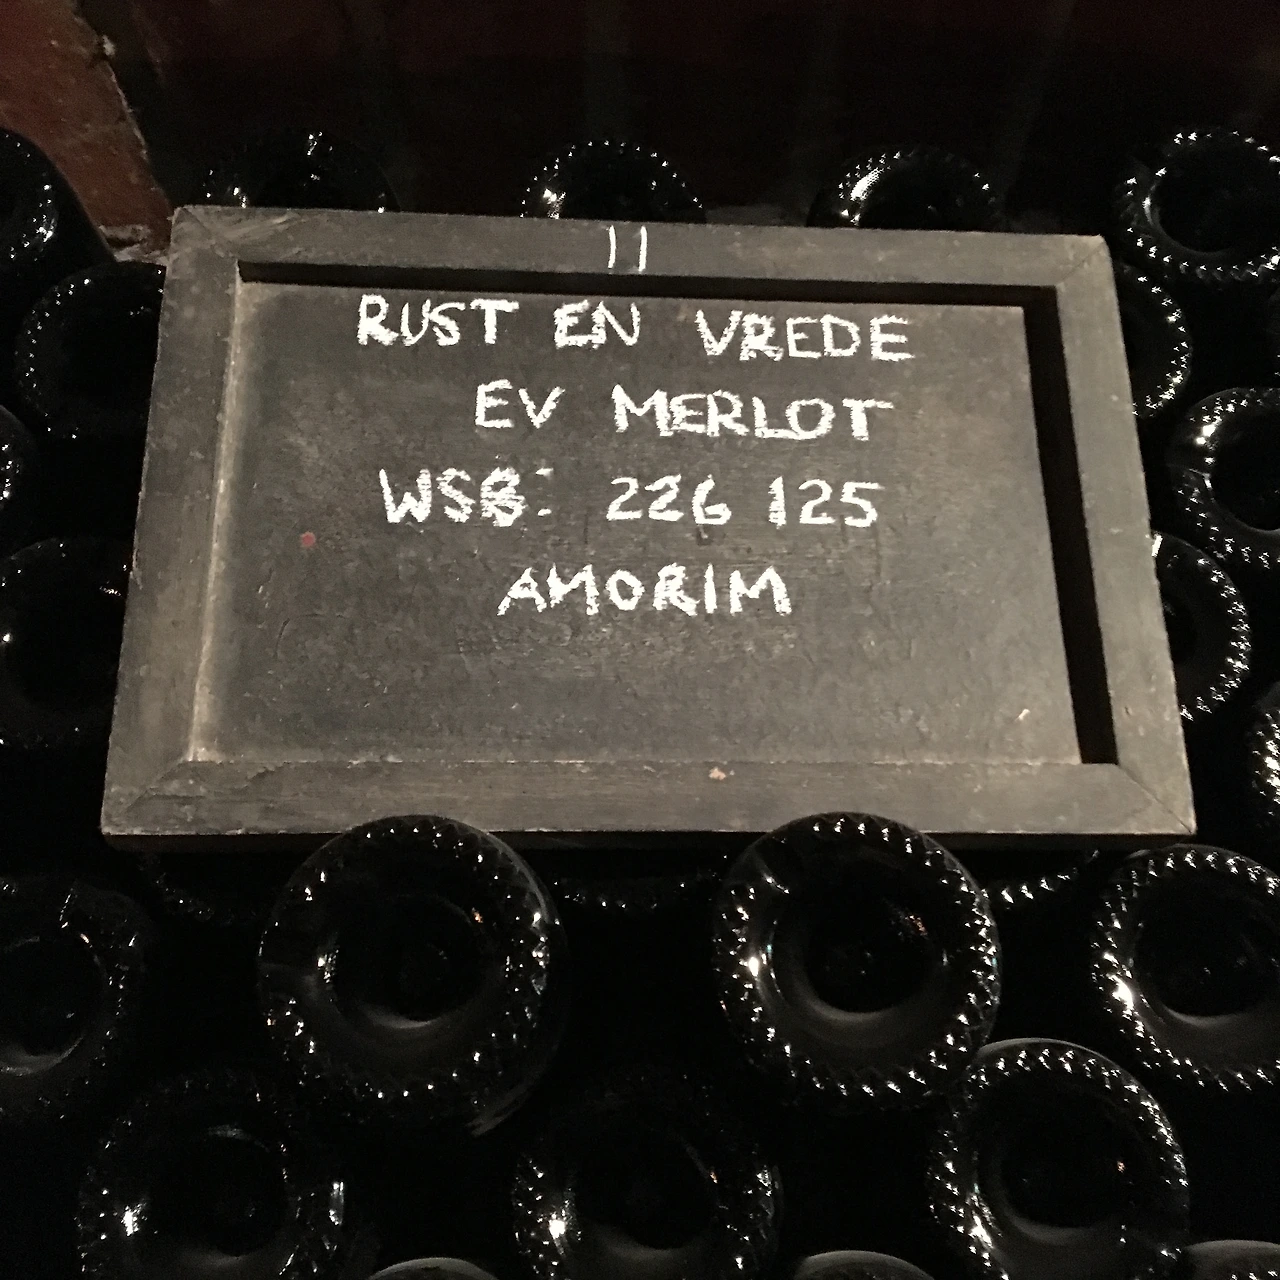 11
RUST EN VREDE
EV MERLOT
WSB: 226 125
AMORIM